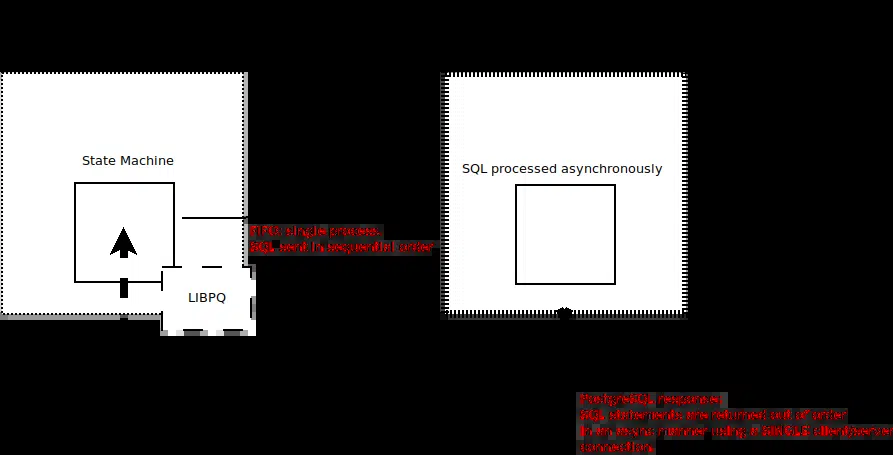 State Machine
SQL processed asynchronously
FIFO single process.
SQL sent in sequential order
LIBPQ
PostgreSQL response
SQL statements are returned out of order
in an async manner using a SINGLE client/server
connection